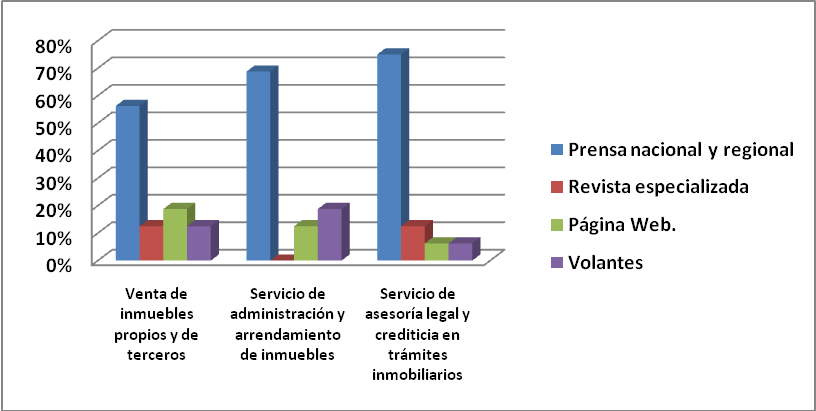 80%
70%
60%
50%
40%
30%
20%
10%
0%
Venta de
inmuebles
propios y de
terceros
Servicio de
administración y
arrendamiento
de inmuebles
Servicio de
asesoría legal y
crediticia en
trámites
inmobiliarios
Prensa nacional y regional
Revista especializada
Página Web.
Volantes